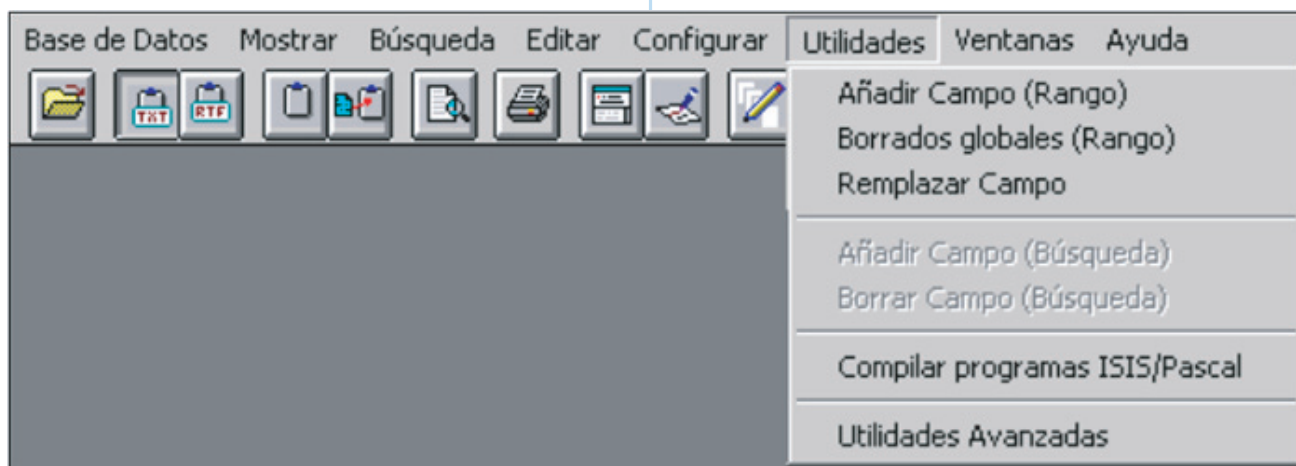 Base de Datos Mostrar Búsqueda Editar Configurar Utilidades Ventanas Ayuda
TXT RTF
Añadir Campo (Rango)
Borrados globales (Rango)
Remplazar Campo
Añadir Campo (Búsqueda)
Borrar Campo (Búsqueda)
Compilar programas ISIS/Pascal
Utilidades Avanzadas